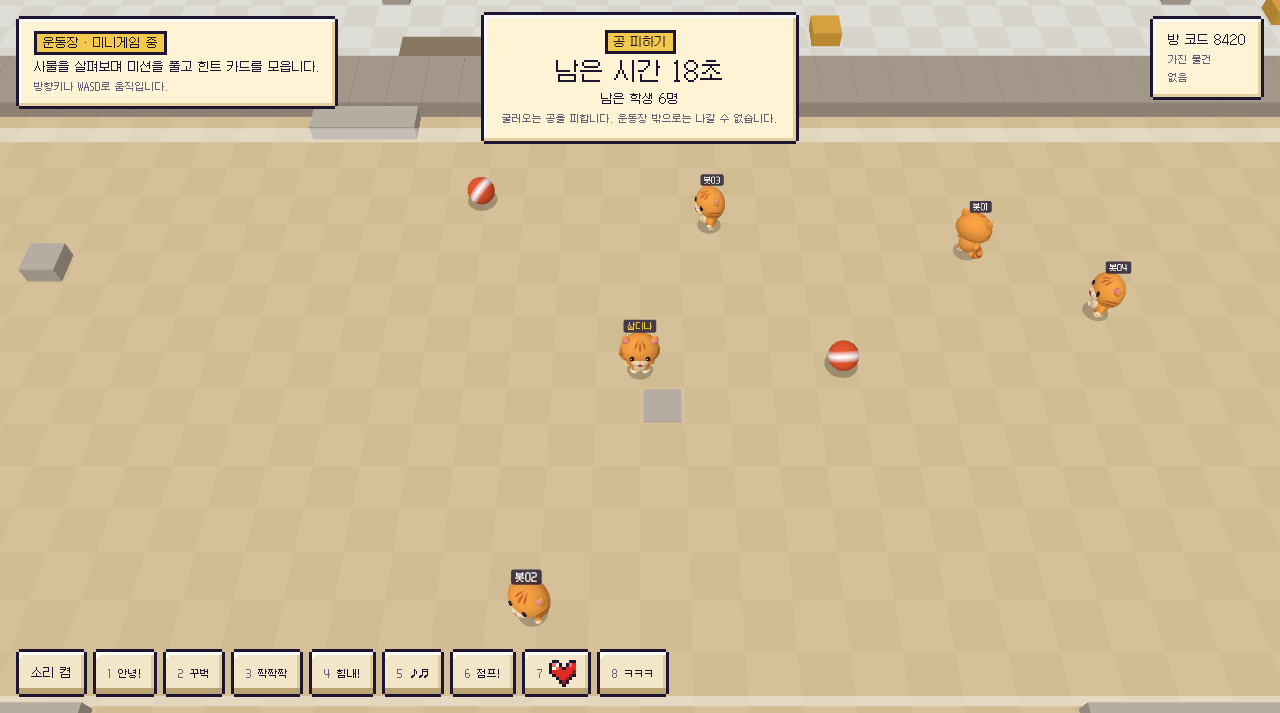 운동장 · 미니게임 중
사물을 살펴보며 미션을 풀고 힌트 카드를 모읍니다.
방향키나 WASD로 움직입니다.
공 피하기
남은 시간 18초
남은 학생 6명
굴러오는 공을 피합니다. 운동장 밖으로는 나갈 수 없습니다.
방 코드 8420
가진 물건
없음
봇03
봇01
봇04
삼디나
봇02
소리 켬
1 안녕!
2 꾸벅
3 짝짝짝
4 힘내!
5 ♪♬
6 점프!
7
8 ㅋㅋㅋ